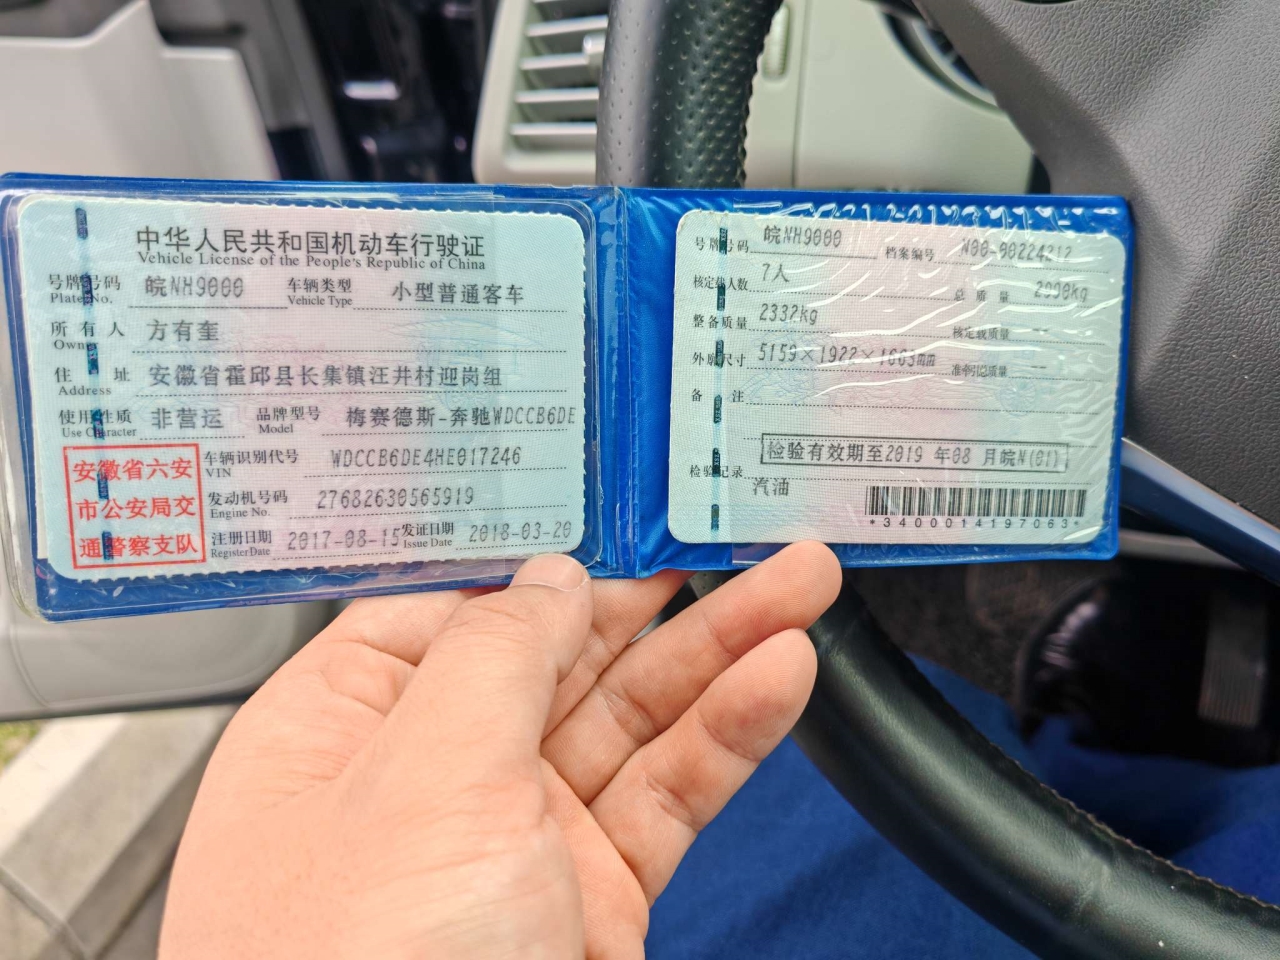 中华人民共和国机动车行驶证
Vehicle License of the People's Republic of China
号牌号码 皖NH9000 车辆类型 小型普通客车
Plate No. Vehicle Type
所有人 方有奎
Owner
住址 安徽省霍邱县长集镇汪井村迎岗组
Address
使用性质 非营运 品牌型号 梅赛德斯-奔驰WDCCB6DE
Use Character Model
车辆识别代号 WDCCB6DE4HE017246
VIN
发动机号码 27682630565919
Engine No.
注册日期 2017-08-15 发证日期 2018-03-20
Register Date Issue Date
安徽省六安
市公安局交
通警察支队
号牌号码 皖NH9000 档案编号 N00-00224212
核定载人数 7人 总质量 2990kg
整备质量 2332kg 核定载质量 --
外廓尺寸 5159×1922×1663mm 准牵引总质量 --
备注
检验有效期至2019年08月皖N(01)
检验记录
汽油
*3400014197063*